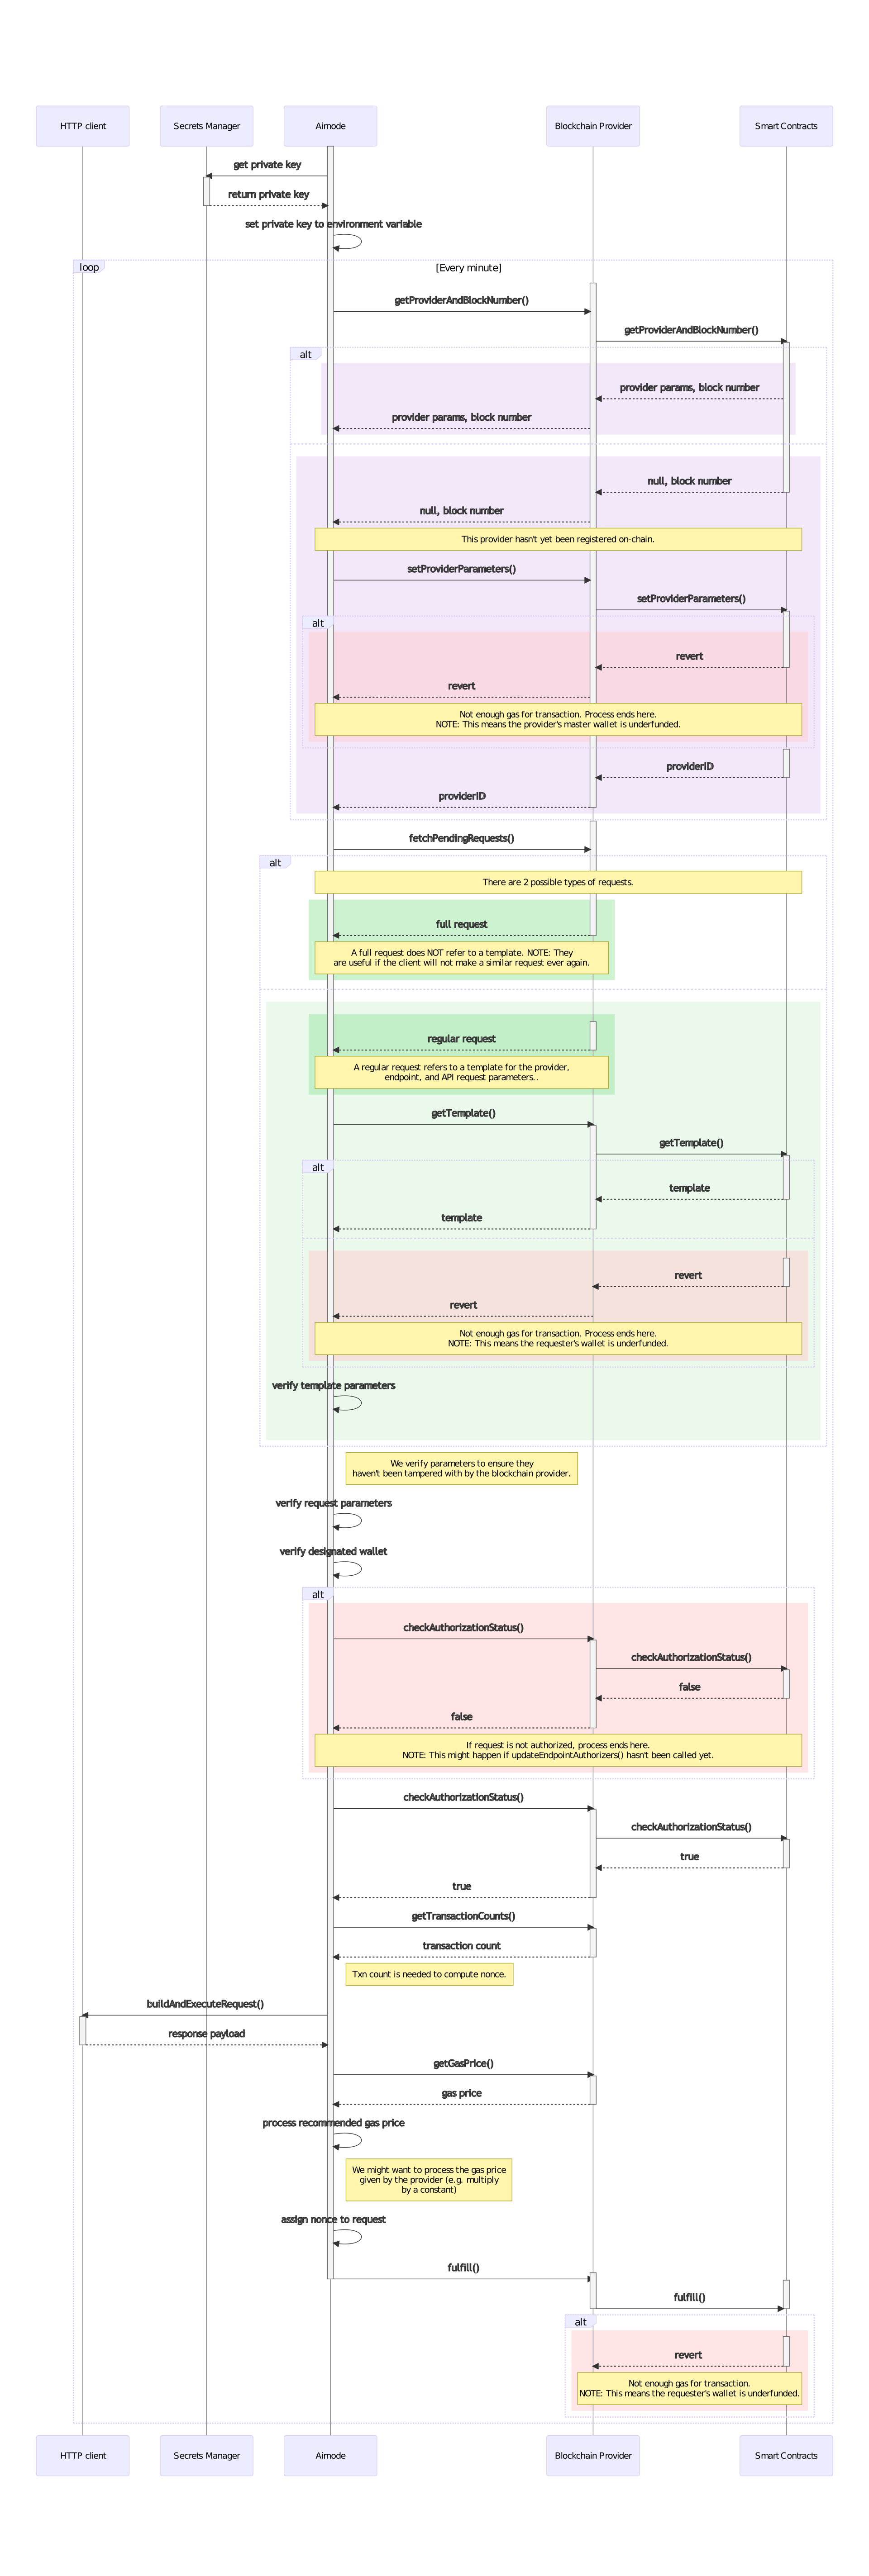 HTTP client
Secrets Manager
Airnode
Blockchain Provider
Smart Contracts
get private key
return private key
set private key to environment variable
loop
[Every minute]
getProviderAndBlockNumber()
getProviderAndBlockNumber()
alt
provider params, block number
provider params, block number
null, block number
null, block number
This provider hasn't yet been registered on-chain.
setProviderParameters()
setProviderParameters()
alt
revert
revert
Not enough gas for transaction. Process ends here.
NOTE: This means the provider's master wallet is underfunded.
providerID
providerID
fetchPendingRequests()
alt
There are 2 possible types of requests.
full request
A full request does NOT refer to a template. NOTE: They
are useful if the client will not make a similar request ever again.
regular request
A regular request refers to a template for the provider,
endpoint, and API request parameters..
getTemplate()
getTemplate()
alt
template
template
revert
revert
Not enough gas for transaction. Process ends here.
NOTE: This means the requester's wallet is underfunded.
verify template parameters
We verify parameters to ensure they
haven't been tampered with by the blockchain provider.
verify request parameters
verify designated wallet
alt
checkAuthorizationStatus()
checkAuthorizationStatus()
false
false
If request is not authorized, process ends here.
NOTE: This might happen if updateEndpointAuthorizers() hasn't been called yet.
checkAuthorizationStatus()
checkAuthorizationStatus()
true
true
getTransactionCounts()
transaction count
Txn count is needed to compute nonce.
buildAndExecuteRequest()
response payload
getGasPrice()
gas price
process recommended gas price
We might want to process the gas price
given by the provider (e.g. multiply
by a constant)
assign nonce to request
fulfill()
fulfill()
alt
revert
Not enough gas for transaction.
NOTE: This means the requester's wallet is underfunded.
HTTP client
Secrets Manager
Airnode
Blockchain Provider
Smart Contracts